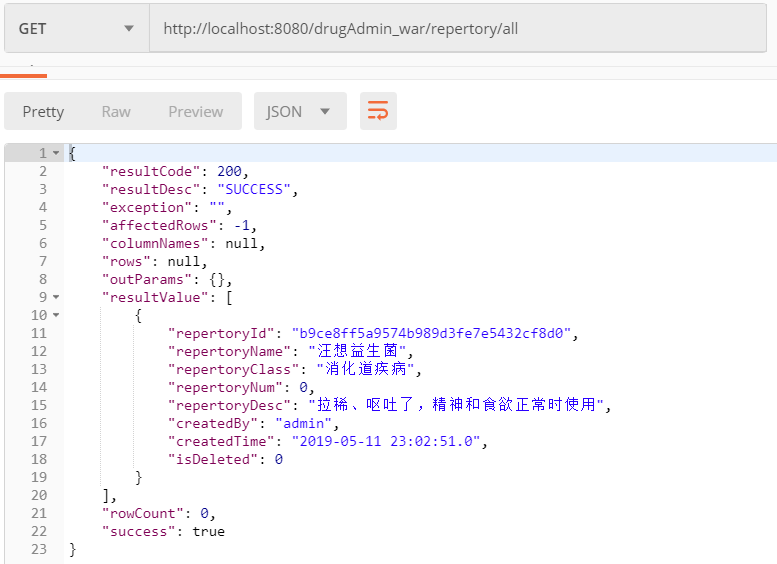 GET http://localhost:8080/drugAdmin_war/repertory/all
Pretty Raw Preview JSON
1 {
2 "resultCode": 200,
3 "resultDesc": "SUCCESS",
4 "exception": "",
5 "affectedRows": -1,
6 "columnNames": null,
7 "rows": null,
8 "outParams": {},
9 "resultValue": [
10 {
11 "repertoryId": "b9ce8ff5a9574b989d3fe7e5432cf8d0",
12 "repertoryName": "汪想益生菌",
13 "repertoryClass": "消化道疾病",
14 "repertoryNum": 0,
15 "repertoryDesc": "拉稀、呕吐了，精神和食欲正常时使用",
16 "createdBy": "admin",
17 "createdTime": "2019-05-11 23:02:51.0",
18 "isDeleted": 0
19 }
20 ],
21 "rowCount": 0,
22 "success": true
23 }